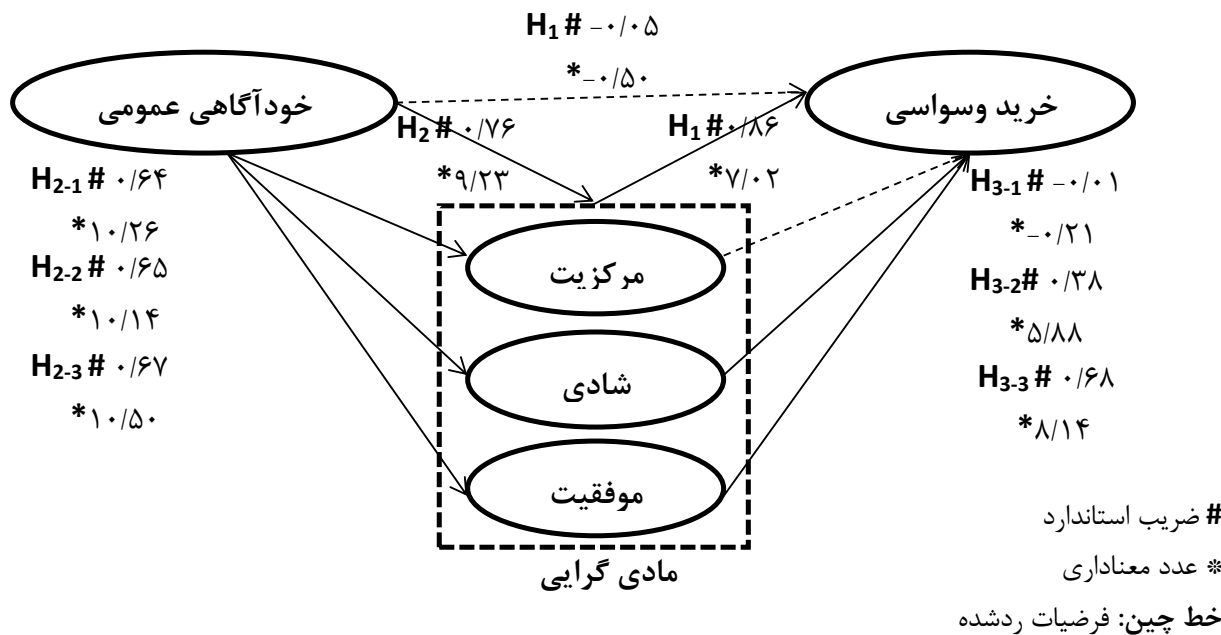 H1 # -۰/۰۵
*-۰/۵۰
خودآگاهی عمومی
خرید وسواسی
H2 # ۰/۷۶
*۹/۲۳
H1 #۰/۸۶
*۷/۰۲
H2-1 # ۰/۶۴
*۱۰/۲۶
H2-2 # ۰/۶۵
*۱۰/۱۴
H2-3 # ۰/۶۷
*۱۰/۵۰
مرکزیت
شادی
موفقیت
مادی گرایی
H3-1 # -۰/۰۱
*-۰/۲۱
H3-2# ۰/۳۸
*۵/۸۸
H3-3 # ۰/۶۸
*۸/۱۴
# ضریب استاندارد
* عدد معناداری
خط چین: فرضیات ردشده